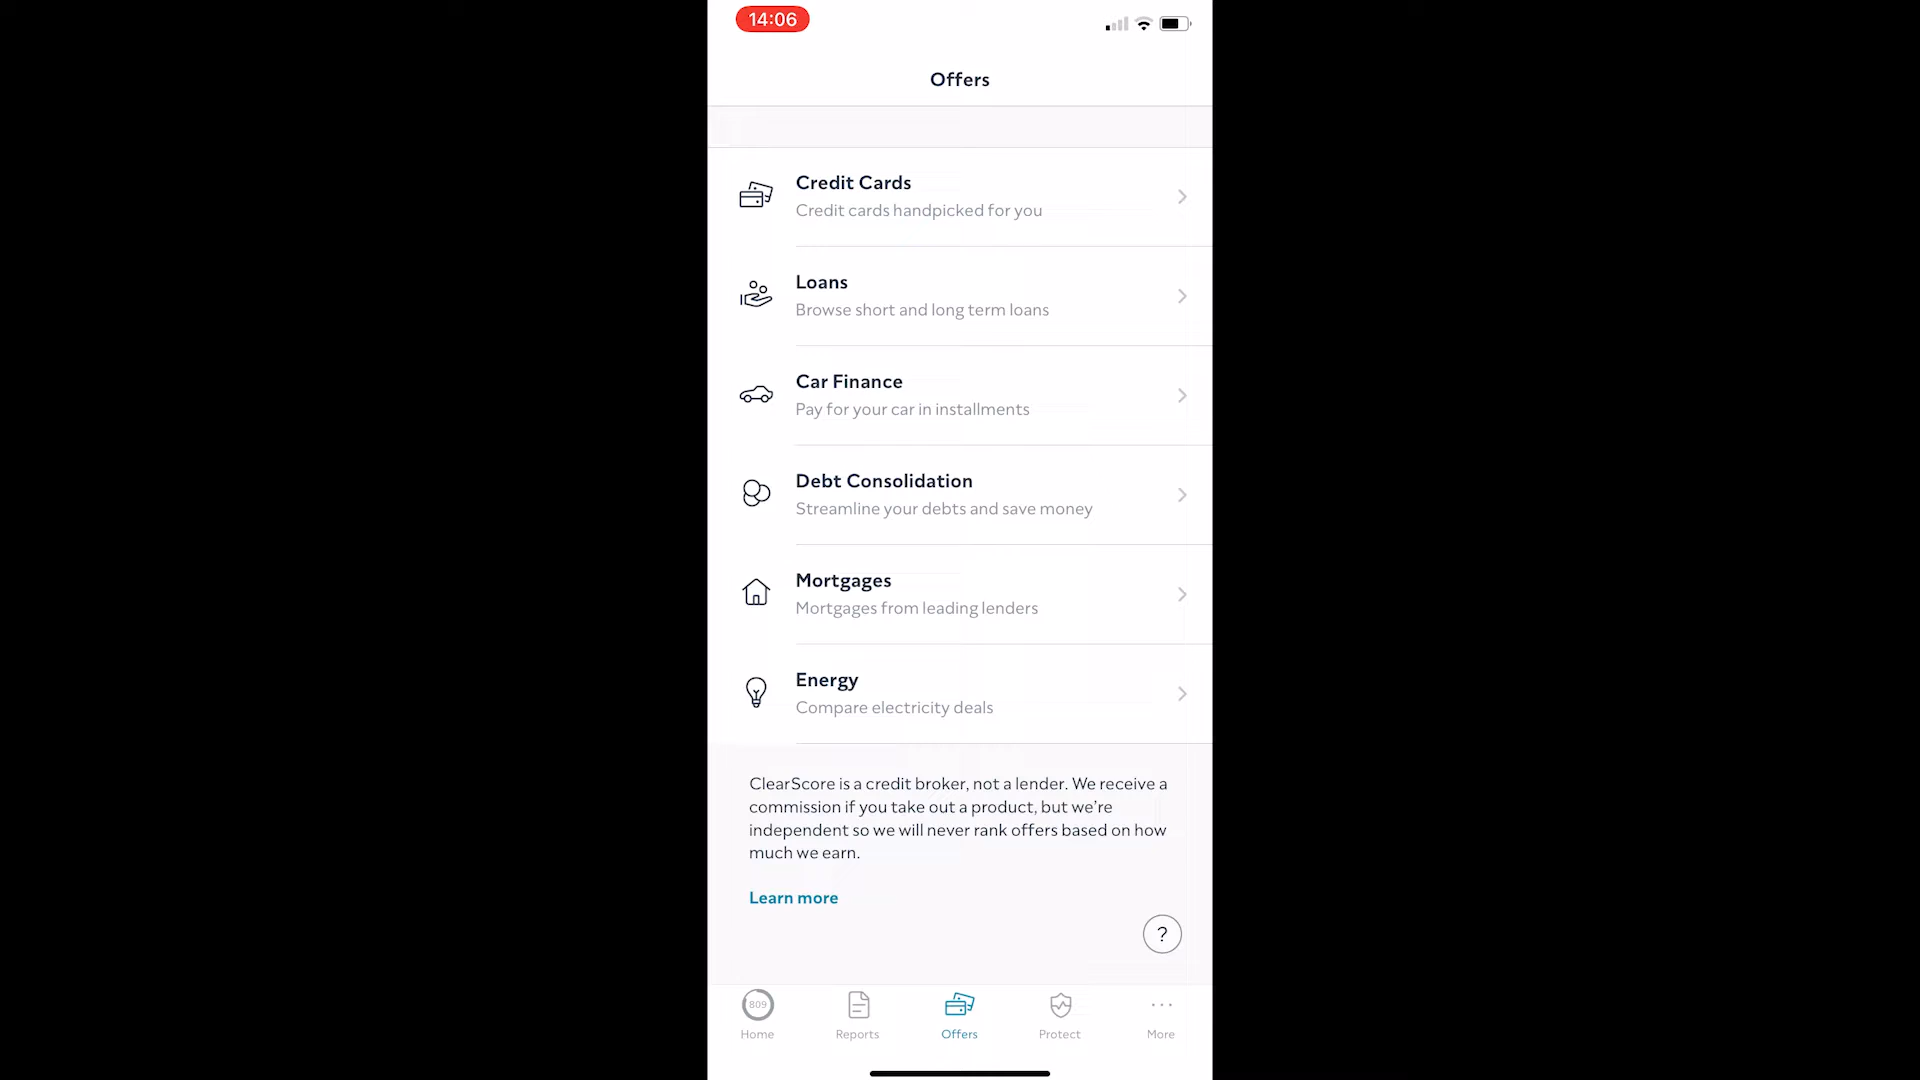 14:06
Offers
Credit Cards
Credit cards handpicked for you
Loans
Browse short and long term loans
Car Finance
Pay for your car in installments
Debt Consolidation
Streamline your debts and save money
Mortgages
Mortgages from leading lenders
Energy
Compare electricity deals
ClearScore is a credit broker, not a lender. We receive a
commission if you take out a product, but we’re
independent so we will never rank offers based on how
much we earn.
Learn more
?
809
Home
Reports
Offers
Protect
More